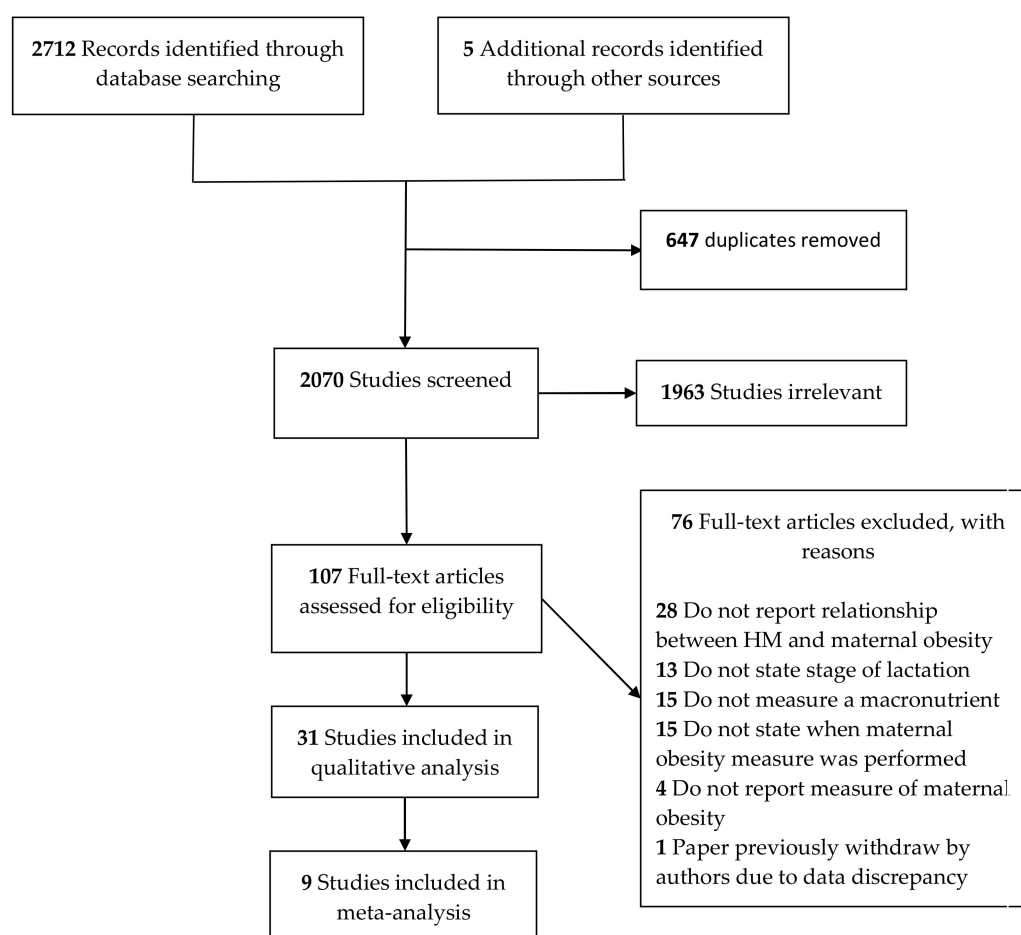 2712 Records identified through
database searching
5 Additional records identified
through other sources
647 duplicates removed
2070 Studies screened
1963 Studies irrelevant
107 Full-text articles
assessed for eligibility
76 Full-text articles excluded, with
reasons
28 Do not report relationship
between HM and maternal obesity
13 Do not state stage of lactation
15 Do not measure a macronutrient
15 Do not state when maternal
obesity measure was performed
4 Do not report measure of maternal
obesity
1 Paper previously withdraw by
authors due to data discrepancy
31 Studies included in
qualitative analysis
9 Studies included in
meta-analysis